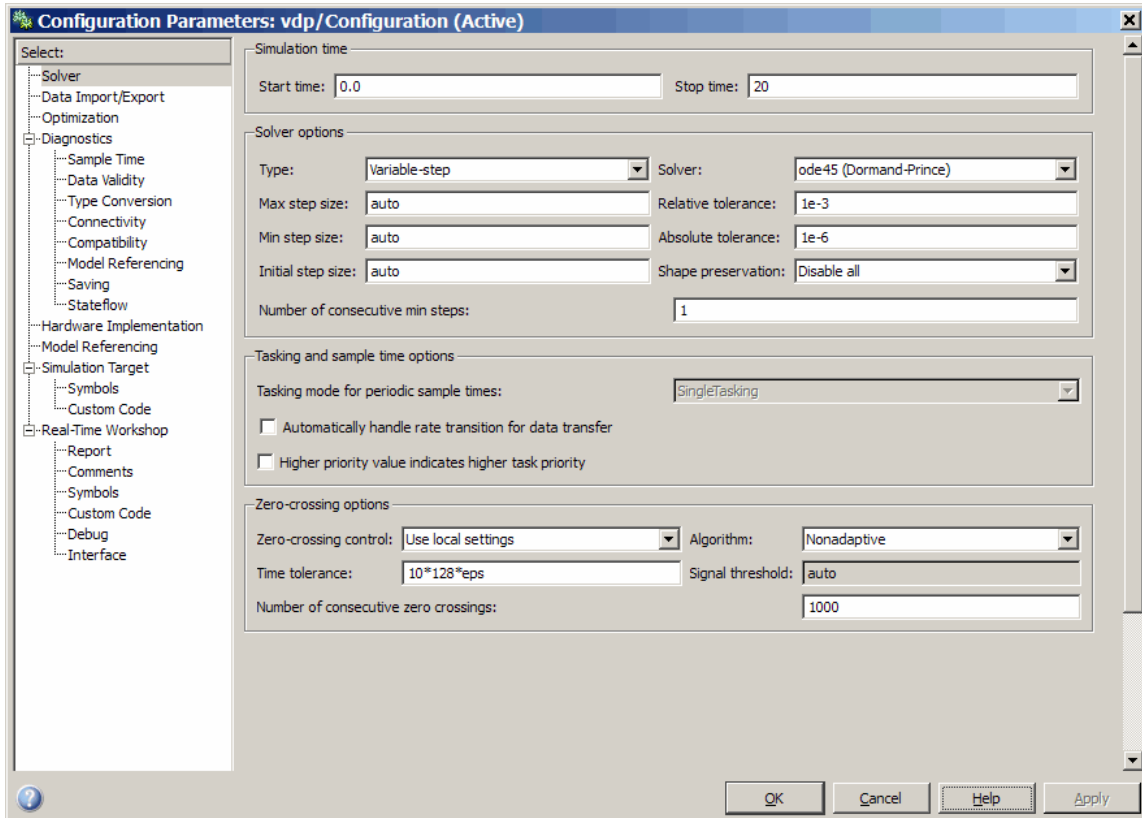 Configuration Parameters: vdp/Configuration (Active)
Select:
Solver
Data Import/Export
Optimization
Diagnostics
Sample Time
Data Validity
Type Conversion
Connectivity
Compatibility
Model Referencing
Saving
Stateflow
Hardware Implementation
Model Referencing
Simulation Target
Symbols
Custom Code
Real-Time Workshop
Report
Comments
Symbols
Custom Code
Debug
Interface
Simulation time
Start time: 0.0 Stop time: 20
Solver options
Type: Variable-step Solver: ode45 (Dormand-Prince)
Max step size: auto Relative tolerance: 1e-3
Min step size: auto Absolute tolerance: 1e-6
Initial step size: auto Shape preservation: Disable all
Number of consecutive min steps: 1
Tasking and sample time options
Tasking mode for periodic sample times: SingleTasking
Automatically handle rate transition for data transfer
Higher priority value indicates higher task priority
Zero-crossing options
Zero-crossing control: Use local settings Algorithm: Nonadaptive
Time tolerance: 10*128*eps Signal threshold: auto
Number of consecutive zero crossings: 1000
? OK Cancel Help Apply